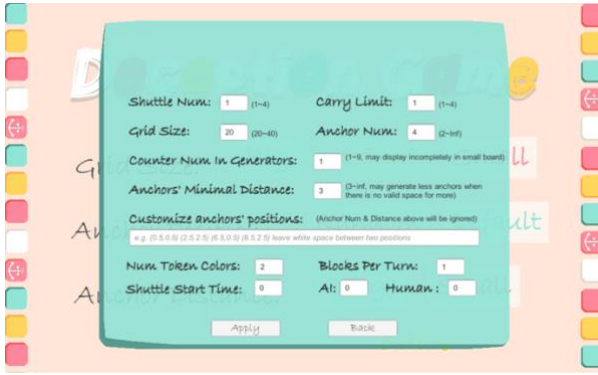 Deception Game
Shuttle Num: 1 (1~4) Carry Limit: 1 (1~4)
Grid Size: 20 (20~40) Anchor Num: 4 (2~inf)
Counter Num In Generators: 1 (1~9, may display incompletely in small board)
Anchors' Minimal Distance: 3 (3~inf, may generate less anchors when
there is no valid space for more)
Customize anchors' positions: (Anchor Num & Distance above will be ignored)
e.g. (0.5,0.5) (2.5,2.5) (6.5,0.5) (6.5,2.5) leave white space between two positions
Num Token Colors: 2 Blocks Per Turn: 1
Shuttle Start Time: 0 AI: 0 Human: 0
Apply Back